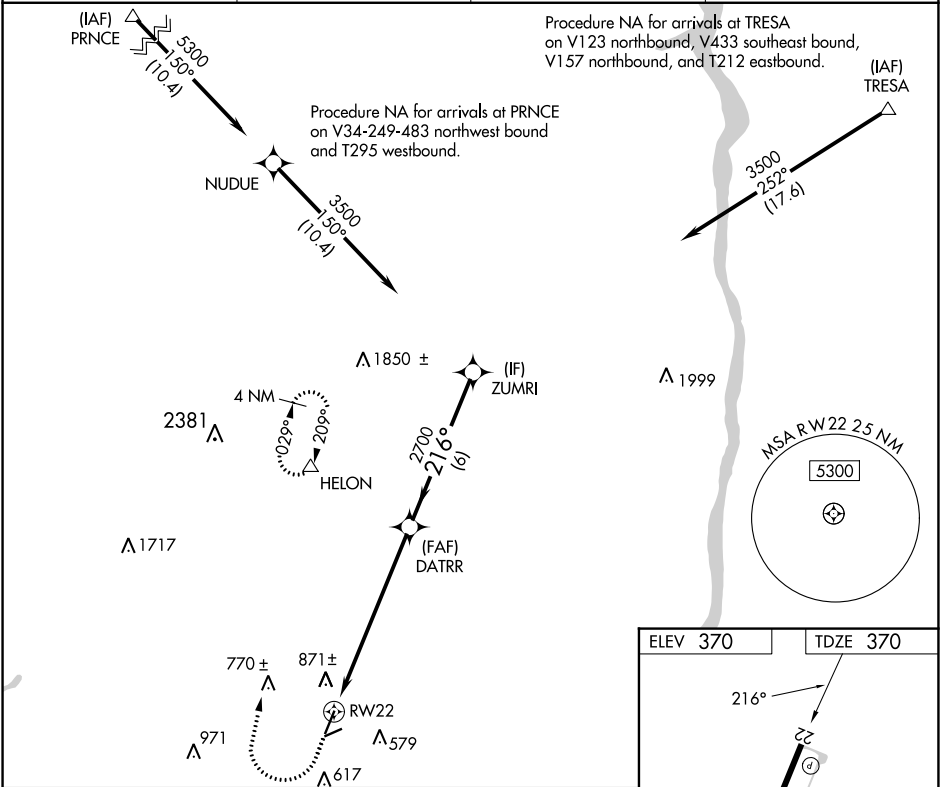 (IAF)
PRNCE
5300
150°
(10.4)
Procedure NA for arrivals at TRESA
on V123 northbound, V433 southeast bound,
V157 northbound, and T212 eastbound.
(IAF)
TRESA
Procedure NA for arrivals at PRNCE
on V34-249-483 northwest bound
and T295 westbound.
NUDUE
3500
150°
(10.4)
3500
252°
(17.6)
1850 ±
(IF)
ZUMRI
1999
4 NM
2381
029°
209°
HELON
2700
216°
(6)
MSA RW22 25 NM
5300
1717
(FAF)
DATRR
ELEV 370
TDZE 370
770 ±
871±
216°
RW22
22
971
579
P
617